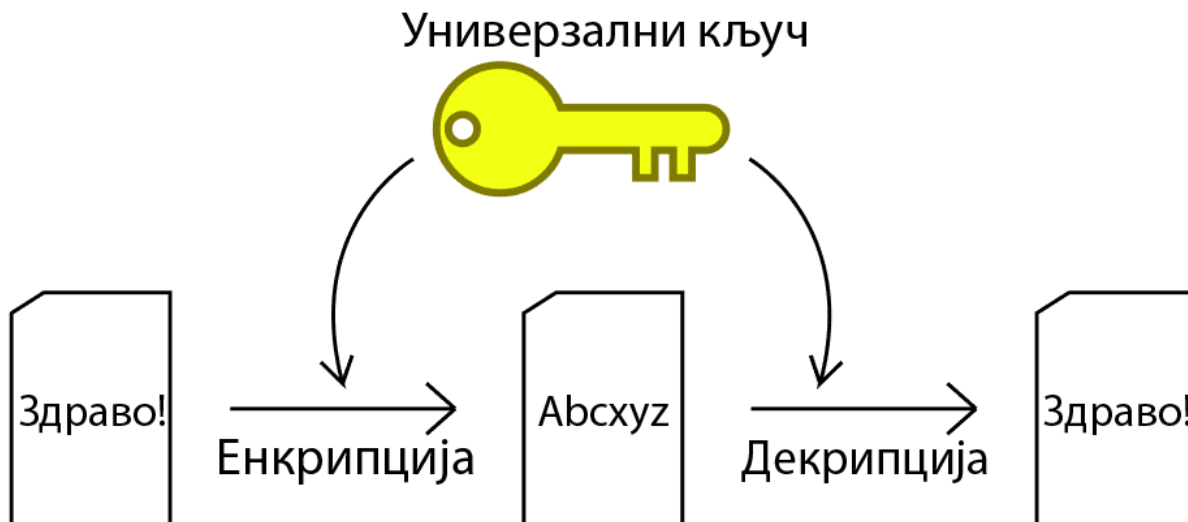 Универзални кључ
Здраво!
Abcxyz
Здраво!
Енкрипција
Декрипција